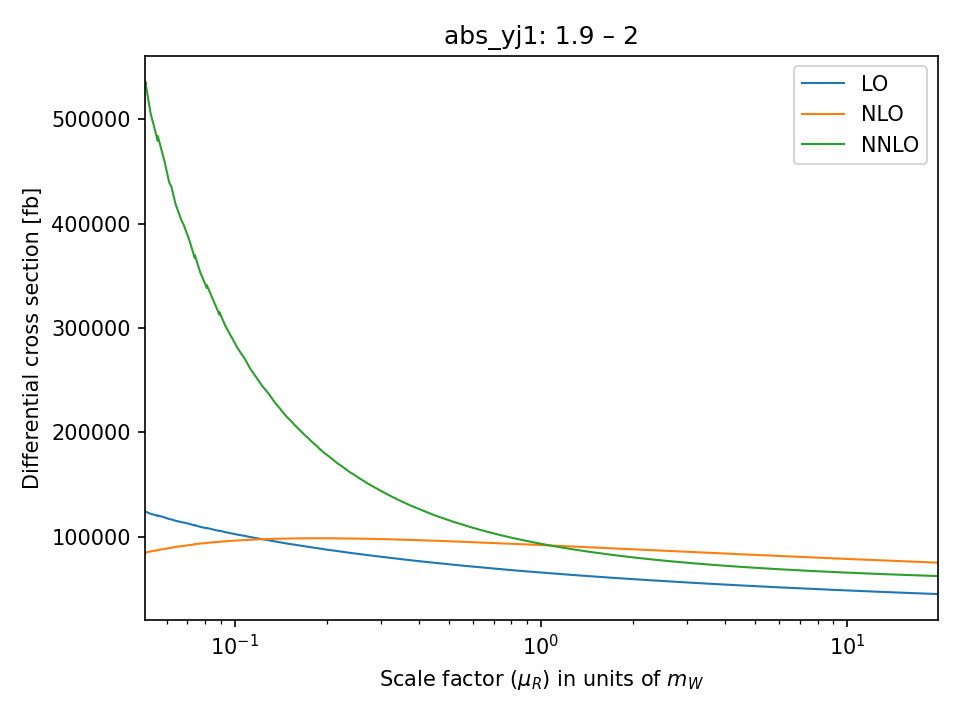 abs_yj1: 1.9 – 2
Differential cross section [fb]
500000
400000
300000
200000
100000
LO
NLO
NNLO
10⁻¹
10⁰
10¹
Scale factor (μ_R) in units of m_W